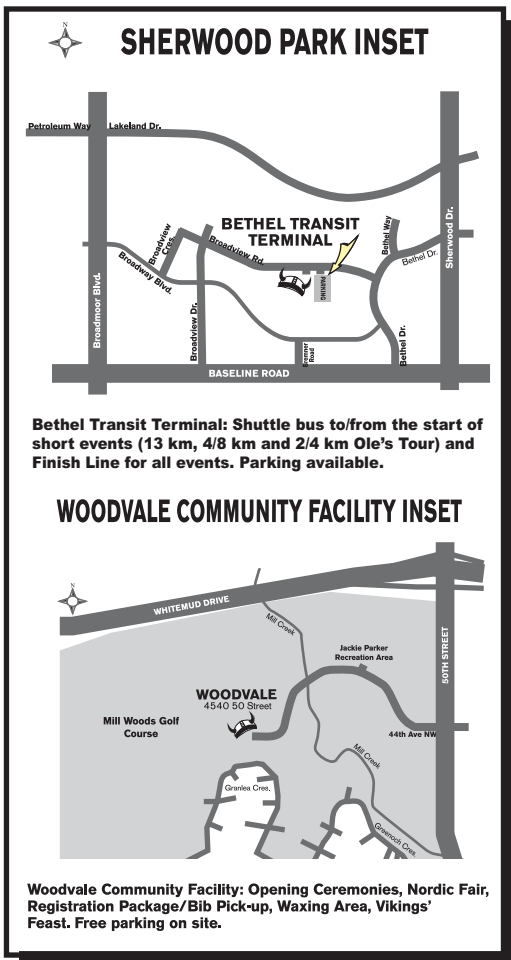 N
SHERWOOD PARK INSET
Petroleum Way
Lakeland Dr.
Broadmoor Blvd.
Sherwood Dr.
BETHEL TRANSIT
TERMINAL
Broadview
Cres.
Broadview Rd.
Bethel Way
Bethel Dr.
Broadway Blvd.
PARKING
Broadview Dr.
Bremner
Road
Bethel Dr.
BASELINE ROAD
Bethel Transit Terminal: Shuttle bus to/from the start of
short events (13 km, 4/8 km and 2/4 km Ole's Tour) and
Finish Line for all events. Parking available.
WOODVALE COMMUNITY FACILITY INSET
N
WHITEMUD DRIVE
Mill Creek
50TH STREET
Jackie Parker
Recreation Area
WOODVALE
4540 50 Street
Mill Woods Golf
Course
44th Ave NW
Mill Creek
Granlea Cres.
Greenoch Cres.
Woodvale Community Facility: Opening Ceremonies, Nordic Fair,
Registration Package/Bib Pick-up, Waxing Area, Vikings'
Feast. Free parking on site.